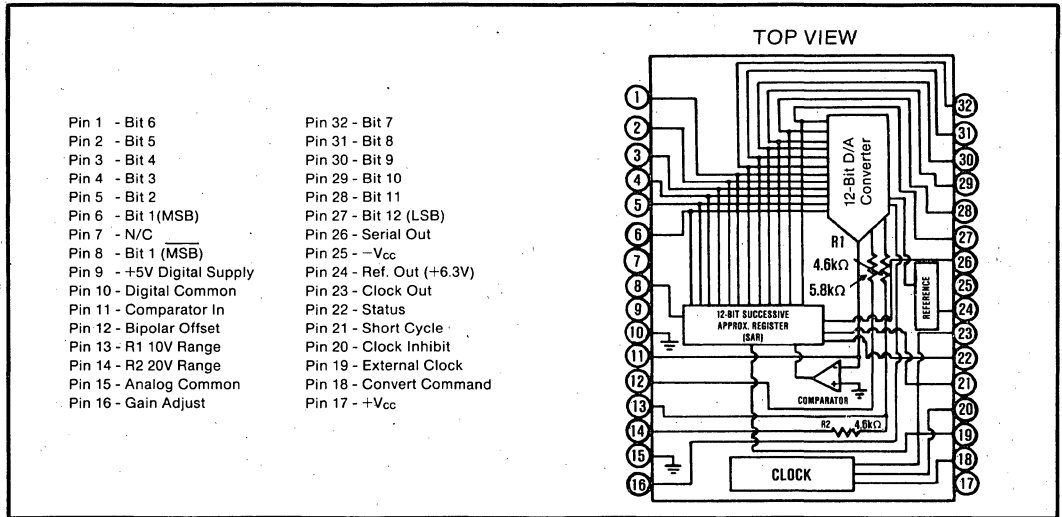 Pin 1 - Bit 6
Pin 2 - Bit 5
Pin 3 - Bit 4
Pin 4 - Bit 3
Pin 5 - Bit 2
Pin 6 - Bit 1 (MSB)
Pin 7 - N/C
Pin 8 - Bit 1 (M̅S̅B̅)
Pin 9 - +5V Digital Supply
Pin 10 - Digital Common
Pin 11 - Comparator In
Pin 12 - Bipolar Offset
Pin 13 - R1 10V Range
Pin 14 - R2 20V Range
Pin 15 - Analog Common
Pin 16 - Gain Adjust
Pin 32 - Bit 7
Pin 31 - Bit 8
Pin 30 - Bit 9
Pin 29 - Bit 10
Pin 28 - Bit 11
Pin 27 - Bit 12 (LSB)
Pin 26 - Serial Out
Pin 25 - −Vcc
Pin 24 - Ref. Out (+6.3V)
Pin 23 - Clock Out
Pin 22 - Status
Pin 21 - Short Cycle
Pin 20 - Clock Inhibit
Pin 19 - External Clock
Pin 18 - Convert Command
Pin 17 - +Vcc
TOP VIEW
1
2
3
4
5
6
7
8
9
10
11
12
13
14
15
16
12-Bit D/A
Converter
R1
4.6kΩ
5.8kΩ
REFERENCE
12-BIT SUCCESSIVE
APPROX. REGISTER
(SAR)
−
+
COMPARATOR
R2 4.6kΩ
CLOCK
32
31
30
29
28
27
26
25
24
23
22
21
20
19
18
17